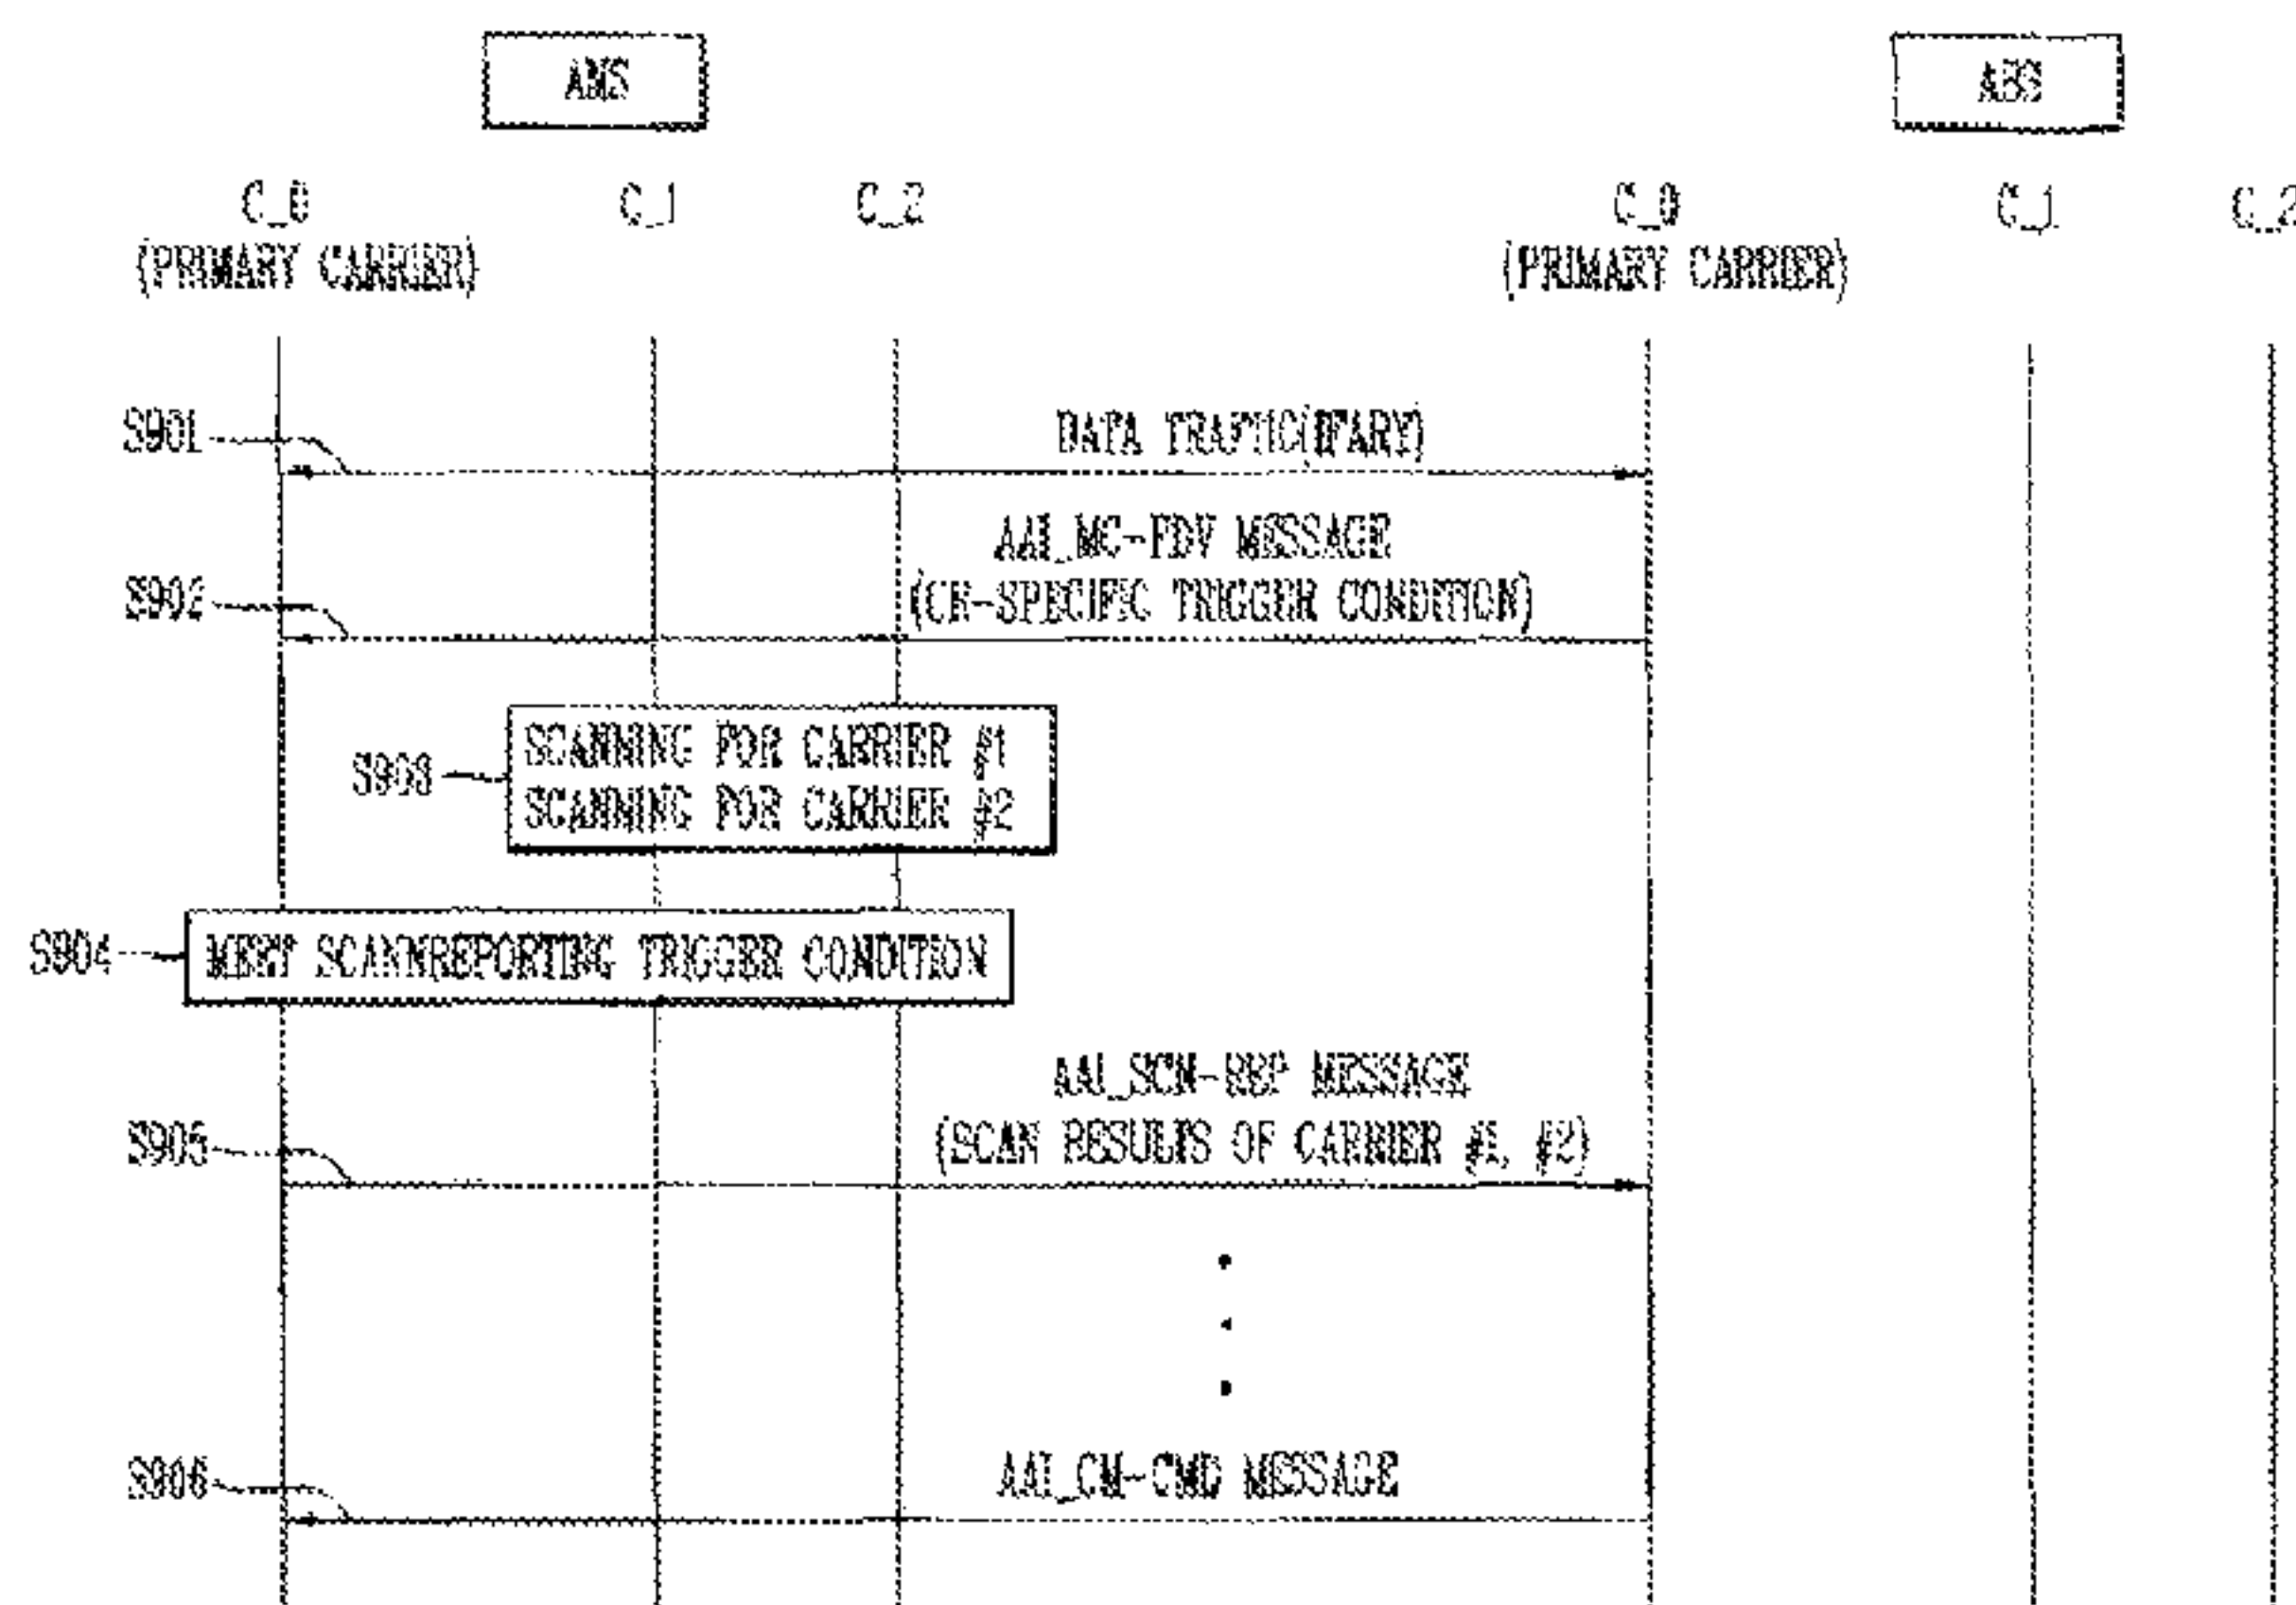 AMS
ABS
C_0
C_1
C_2
C_0
C_1
C_2
(PRIMARY CARRIER)
(PRIMARY CARRIER)
S901
DATA TRAFFIC(IFARY)
AAI_MC-FDV MESSAGE
S902
(CR-SPECIFIC TRIGGER CONDITION)
SCANNING FOR CARRIER #1
S903
SCANNING FOR CARRIER #2
S904
MEET SCANNREPORTING TRIGGER CONDITION
AAI_SCN-REP MESSAGE
S905
(SCAN RESULTS OF CARRIER #1, #2)
S906
AAI_CM-CMD MESSAGE